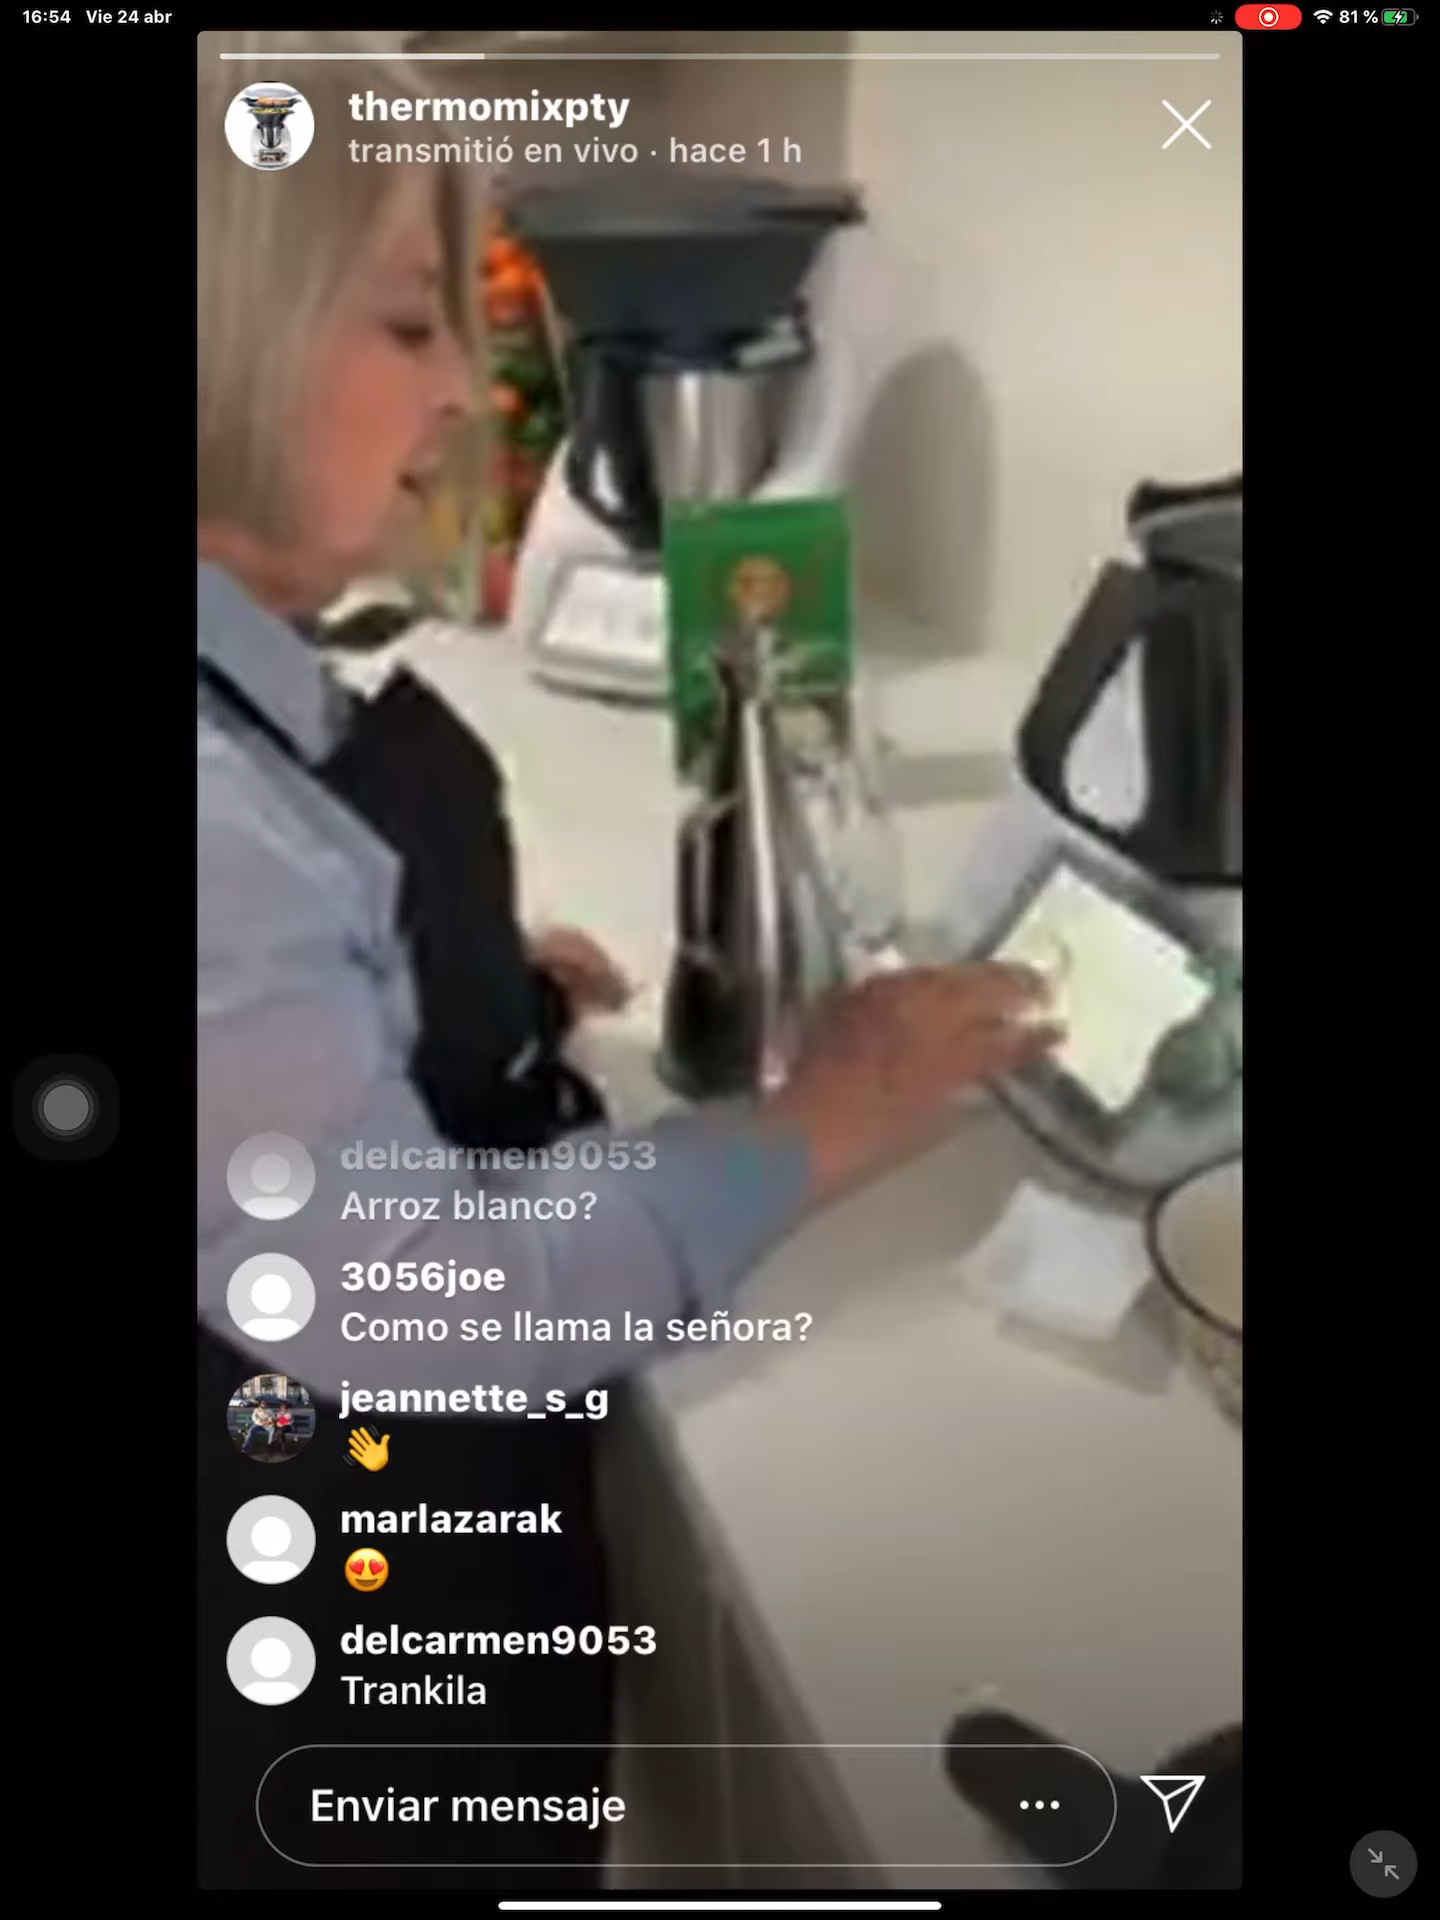 16:54 Vie 24 abr
81 %
thermomixpty
transmitió en vivo · hace 1 h
delcarmen9053
Arroz blanco?
3056joe
Como se llama la señora?
jeannette_s_g
👋
marlazarak
😍
delcarmen9053
Trankila
Enviar mensaje